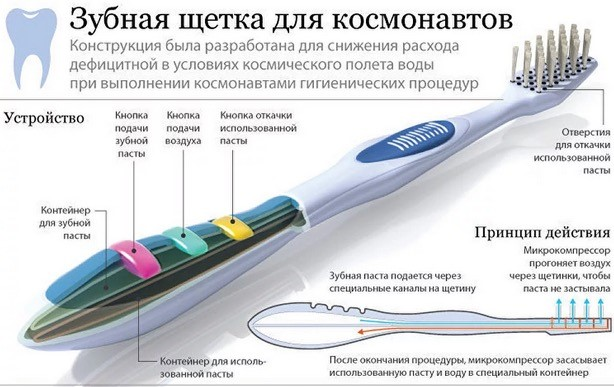 Зубная щетка для космонавтов
Конструкция была разработана для снижения расхода
дефицитной в условиях космического полета воды
при выполнении космонавтами гигиенических процедур
Устройство
Кнопка
подачи
зубной
пасты
Кнопка
подачи
воздуха
Кнопка откачки
использованной
пасты
Отверстия
для откачки
использованной
пасты
Контейнер
для зубной
пасты
Контейнер для исполь-
зованной пасты
Принцип действия
Микрокомпрессор
прогоняет воздух
через щетинки, чтобы
паста не застывала
Зубная паста подается через
специальные каналы на щетину
После окончания процедуры, микрокомпрессор засасывает
использованную пасту и воду в специальный контейнер